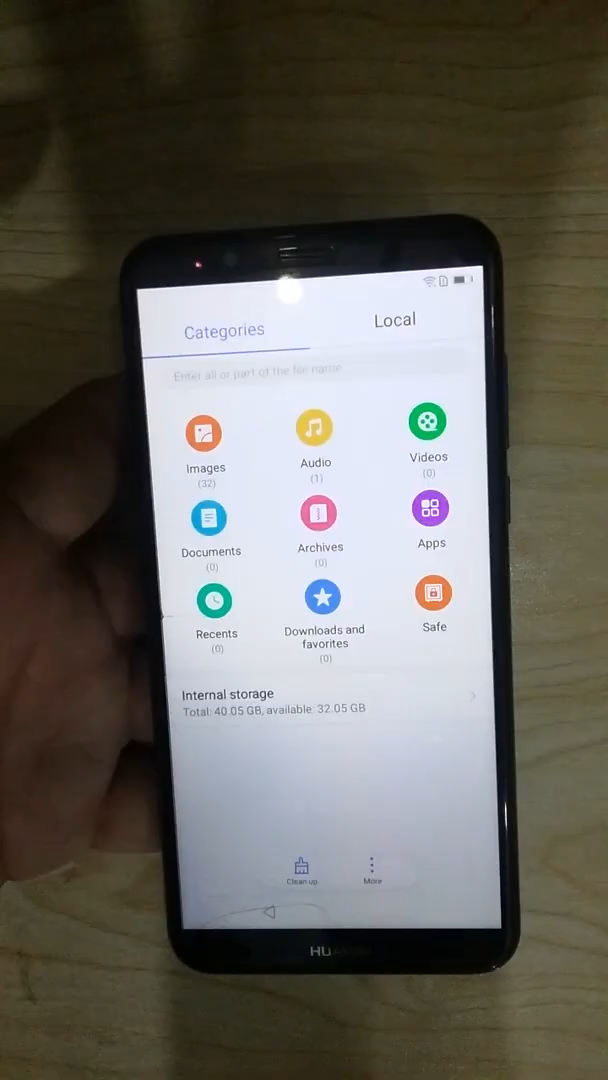 Categories
Local
Enter all or part of the file name
Images
(32)
Audio
(1)
Videos
(0)
Documents
(0)
Archives
(0)
Apps
Recents
(0)
Downloads and
favorites
(0)
Safe
Internal storage
Total: 40.05 GB, available: 32.05 GB
Clean up
More